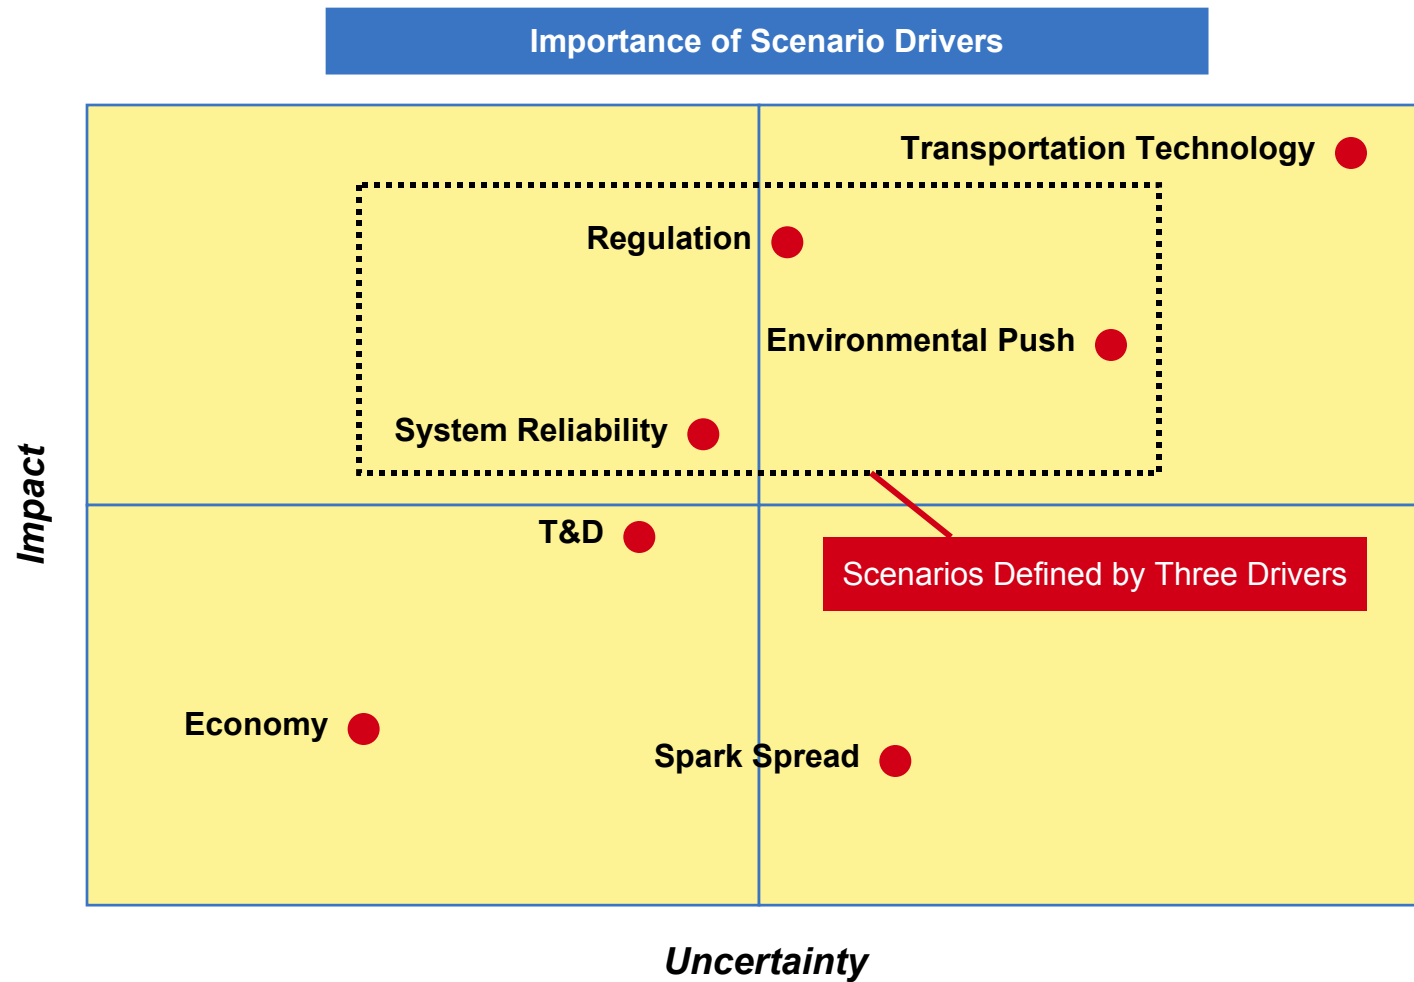 Importance of Scenario Drivers
Transportation Technology
Regulation
Environmental Push
System Reliability
Impact
T&D
Scenarios Defined by Three Drivers
Economy
Spark Spread
Uncertainty